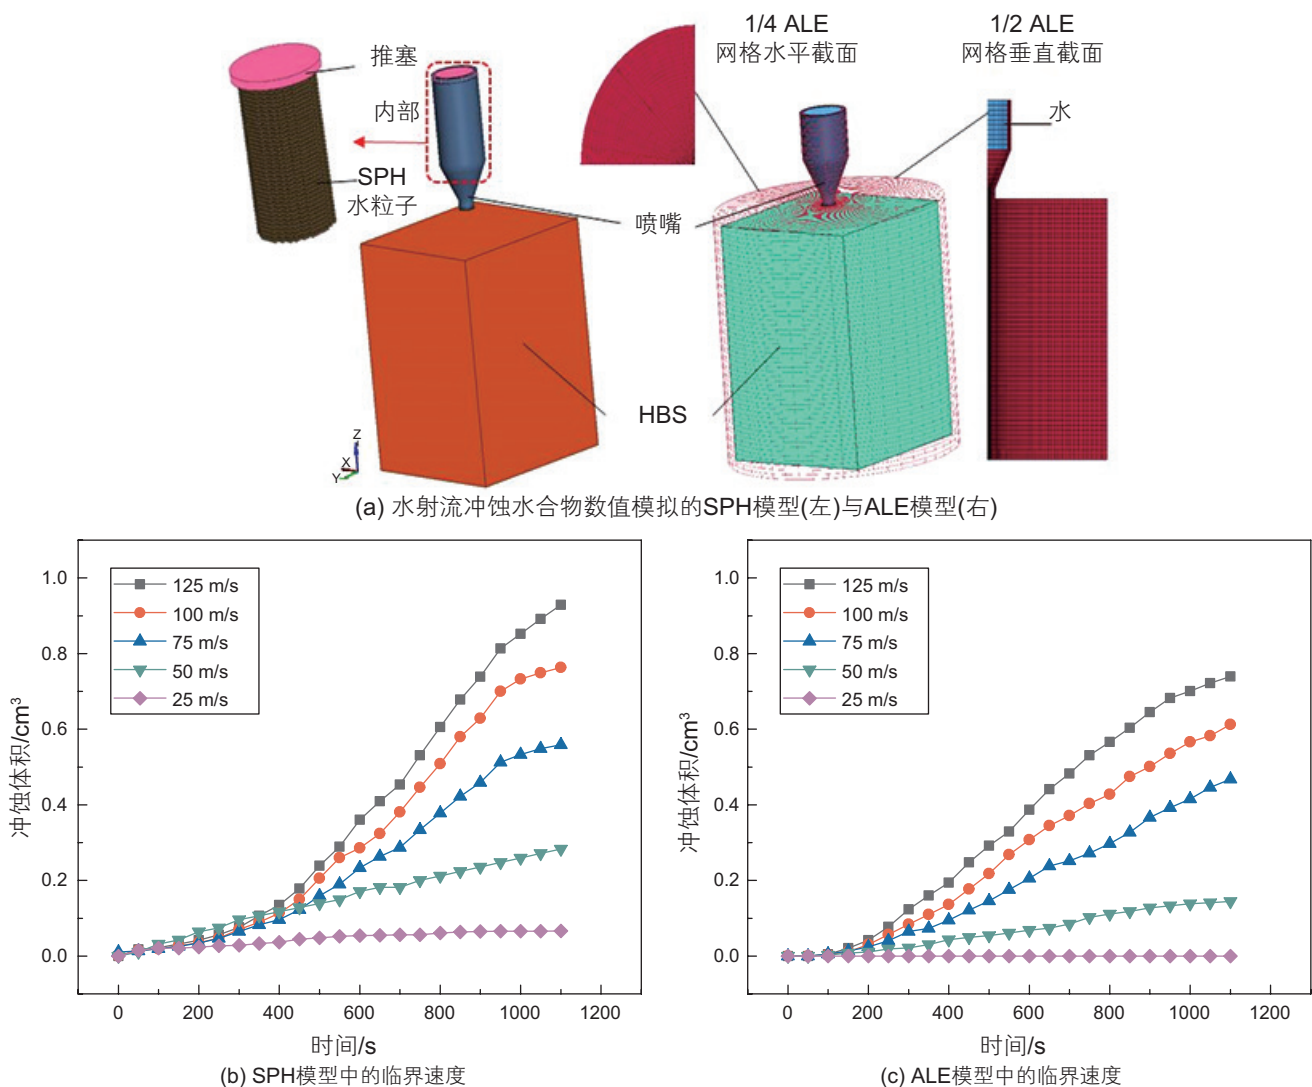 推塞
内部
SPH
水粒子
喷嘴
HBS
1/4 ALE
网格水平截面
1/2 ALE
网格垂直截面
水
Z
X
Y
(a) 水射流冲蚀水合物数值模拟的SPH模型(左)与ALE模型(右)
冲蚀体积/cm³
1.0
0.8
0.6
0.4
0.2
0.0
125 m/s
100 m/s
75 m/s
50 m/s
25 m/s
0 200 400 600 800 1000 1200
时间/s
(b) SPH模型中的临界速度
冲蚀体积/cm³
1.0
0.8
0.6
0.4
0.2
0.0
125 m/s
100 m/s
75 m/s
50 m/s
25 m/s
0 200 400 600 800 1000 1200
时间/s
(c) ALE模型中的临界速度